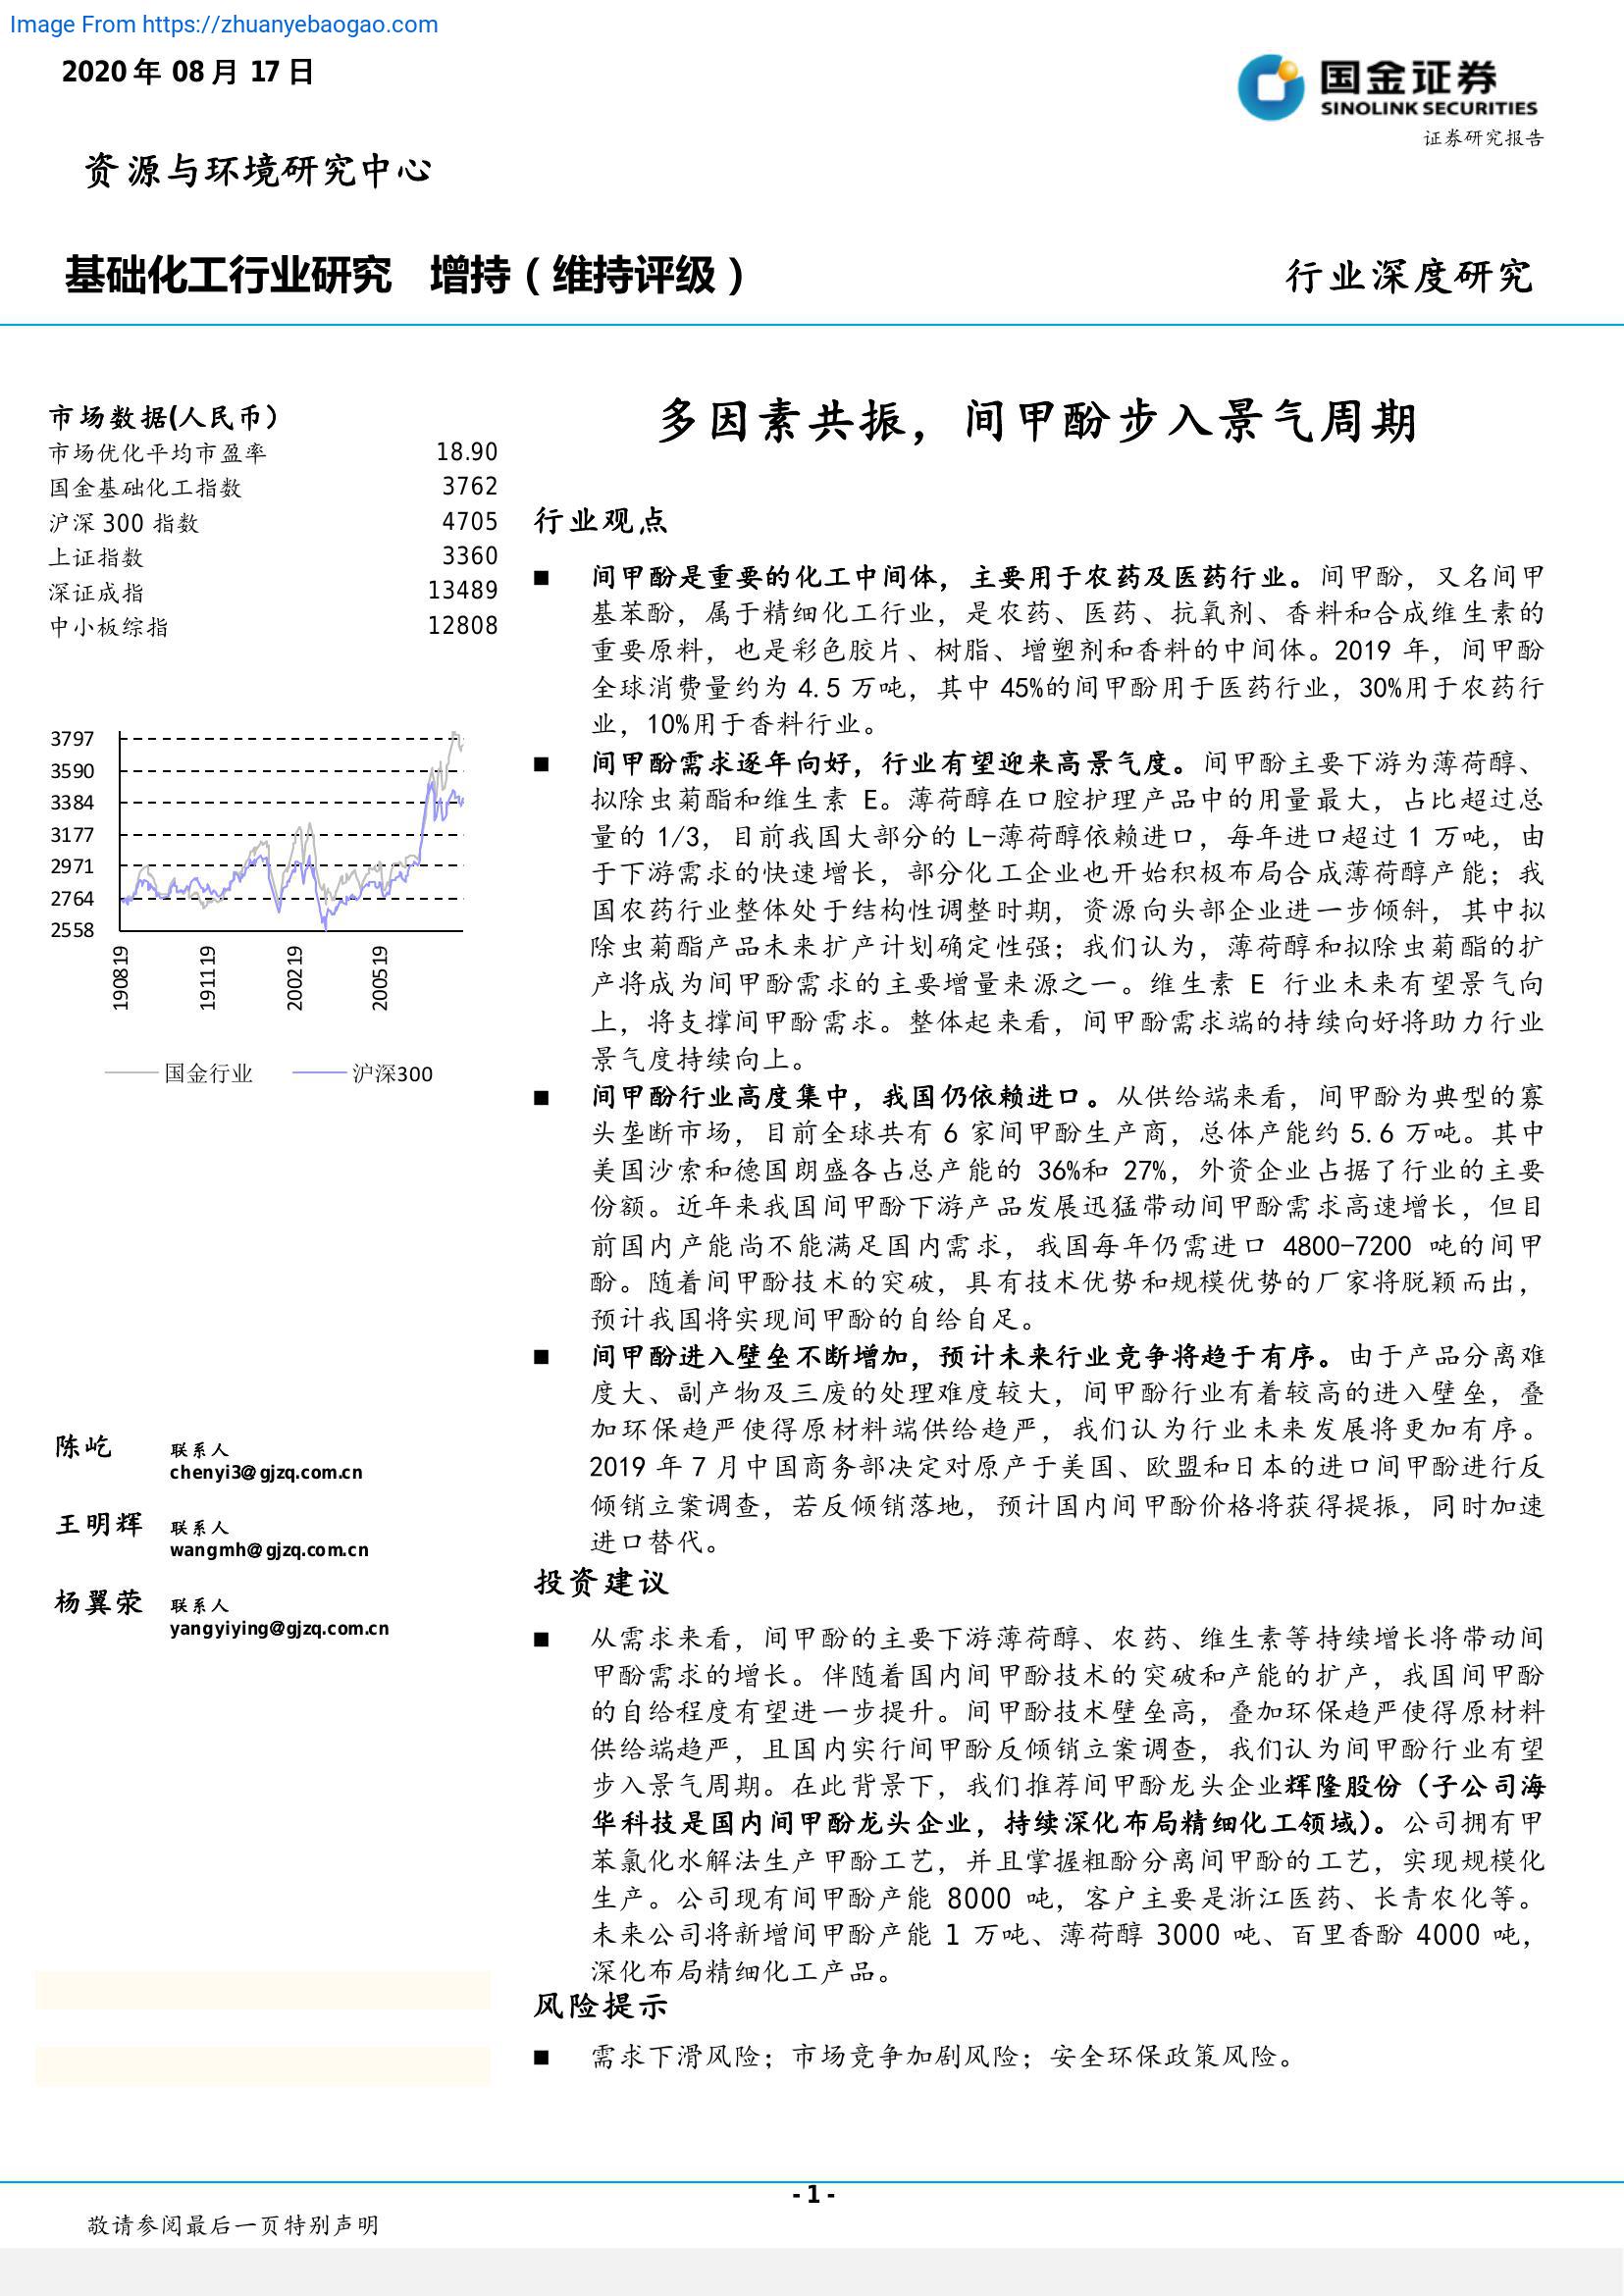 Image From https://zhuanyebaogao.com
2020 年 08 月 17 日
国金证券
SINOLINK SECURITIES
证券研究报告
资源与环境研究中心
基础化工行业研究 增持（维持评级）
行业深度研究
市场数据(人民币）
市场优化平均市盈率 18.90
国金基础化工指数 3762
沪深 300 指数 4705
上证指数 3360
深证成指 13489
中小板综指 12808
3797
3590
3384
3177
2971
2764
2558
190819
191119
200219
200519
国金行业 沪深300
陈屹 联系人
chenyi3@gjzq.com.cn
王明辉 联系人
wangmh@gjzq.com.cn
杨翼荥 联系人
yangyiying@gjzq.com.cn
多因素共振，间甲酚步入景气周期
行业观点
■ 间甲酚是重要的化工中间体，主要用于农药及医药行业。间甲酚，又名间甲
基苯酚，属于精细化工行业，是农药、医药、抗氧剂、香料和合成维生素的
重要原料，也是彩色胶片、树脂、增塑剂和香料的中间体。2019 年，间甲酚
全球消费量约为 4.5 万吨，其中 45%的间甲酚用于医药行业，30%用于农药行
业，10%用于香料行业。
■ 间甲酚需求逐年向好，行业有望迎来高景气度。间甲酚主要下游为薄荷醇、
拟除虫菊酯和维生素 E。薄荷醇在口腔护理产品中的用量最大，占比超过总
量的 1/3，目前我国大部分的 L-薄荷醇依赖进口，每年进口超过 1 万吨，由
于下游需求的快速增长，部分化工企业也开始积极布局合成薄荷醇产能；我
国农药行业整体处于结构性调整时期，资源向头部企业进一步倾斜，其中拟
除虫菊酯产品未来扩产计划确定性强；我们认为，薄荷醇和拟除虫菊酯的扩
产将成为间甲酚需求的主要增量来源之一。维生素 E 行业未来有望景气向
上，将支撑间甲酚需求。整体起来看，间甲酚需求端的持续向好将助力行业
景气度持续向上。
■ 间甲酚行业高度集中，我国仍依赖进口。从供给端来看，间甲酚为典型的寡
头垄断市场，目前全球共有 6 家间甲酚生产商，总体产能约 5.6 万吨。其中
美国沙索和德国朗盛各占总产能的 36%和 27%，外资企业占据了行业的主要
份额。近年来我国间甲酚下游产品发展迅猛带动间甲酚需求高速增长，但目
前国内产能尚不能满足国内需求，我国每年仍需进口 4800-7200 吨的间甲
酚。随着间甲酚技术的突破，具有技术优势和规模优势的厂家将脱颖而出，
预计我国将实现间甲酚的自给自足。
■ 间甲酚进入壁垒不断增加，预计未来行业竞争将趋于有序。由于产品分离难
度大、副产物及三废的处理难度较大，间甲酚行业有着较高的进入壁垒，叠
加环保趋严使得原材料端供给趋严，我们认为行业未来发展将更加有序。
2019 年 7 月中国商务部决定对原产于美国、欧盟和日本的进口间甲酚进行反
倾销立案调查，若反倾销落地，预计国内间甲酚价格将获得提振，同时加速
进口替代。
投资建议
■ 从需求来看，间甲酚的主要下游薄荷醇、农药、维生素等持续增长将带动间
甲酚需求的增长。伴随着国内间甲酚技术的突破和产能的扩产，我国间甲酚
的自给程度有望进一步提升。间甲酚技术壁垒高，叠加环保趋严使得原材料
供给端趋严，且国内实行间甲酚反倾销立案调查，我们认为间甲酚行业有望
步入景气周期。在此背景下，我们推荐间甲酚龙头企业辉隆股份（子公司海
华科技是国内间甲酚龙头企业，持续深化布局精细化工领域）。公司拥有甲
苯氯化水解法生产甲酚工艺，并且掌握粗酚分离间甲酚的工艺，实现规模化
生产。公司现有间甲酚产能 8000 吨，客户主要是浙江医药、长青农化等。
未来公司将新增间甲酚产能 1 万吨、薄荷醇 3000 吨、百里香酚 4000 吨，
深化布局精细化工产品。
风险提示
■ 需求下滑风险；市场竞争加剧风险；安全环保政策风险。
- 1 -
敬请参阅最后一页特别声明